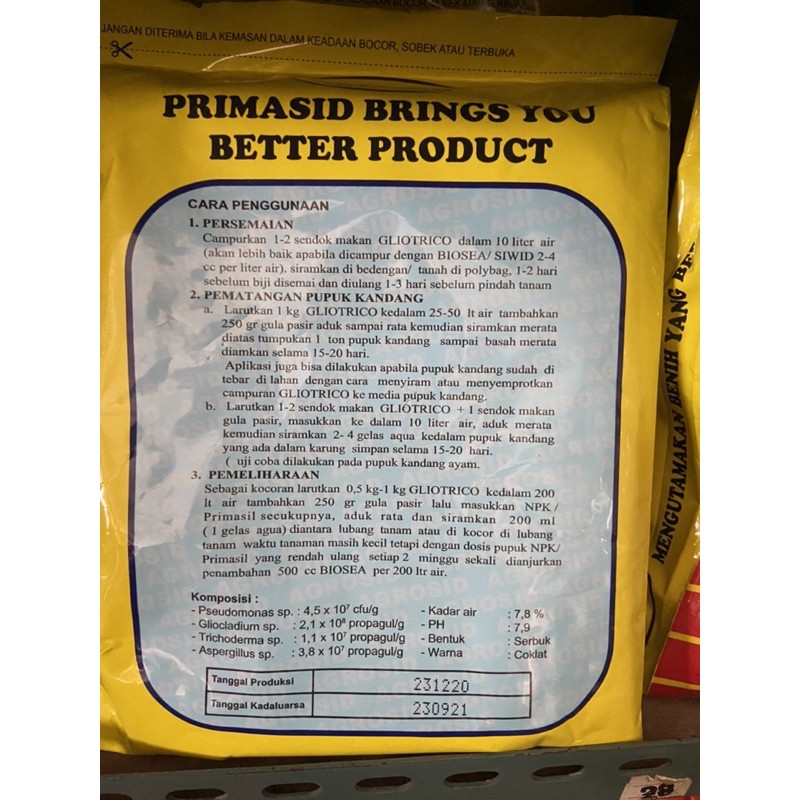 JANGAN DITERIMA BILA KEMASAN DALAM KEADAAN BOCOR, SOBEK ATAU TERBUKA
PRIMASID BRINGS YOU
BETTER PRODUCT
CARA PENGGUNAAN
1. PERSEMAIAN
Campurkan 1-2 sendok makan GLIOTRICO dalam 10 liter air
(akan lebih baik apabila dicampur dengan BIOSEA/ SIWID 2-4
cc per liter air). siramkan di bedengan/ tanah di polybag, 1-2 hari
sebelum biji disemai dan diulang 1-3 hari sebelum pindah tanam
2. PEMATANGAN PUPUK KANDANG
a. Larutkan 1 kg GLIOTRICO kedalam 25-50 lt air tambahkan
250 gr gula pasir aduk sampai rata kemudian siramkan merata
diatas tumpukan 1 ton pupuk kandang sampai basah merata
diamkan selama 15-20 hari.
Aplikasi juga bisa dilakukan apabila pupuk kandang sudah di
tebar di lahan dengan cara menyiram atau menyemprotkan
campuran GLIOTRICO ke media pupuk kandang.
b. Larutkan 1-2 sendok makan GLIOTRICO + 1 sendok makan
gula pasir, masukkan ke dalam 10 liter air, aduk merata
kemudian siramkan 2- 4 gelas aqua kedalam pupuk kandang
yang ada dalam karung simpan selama 15-20 hari.
( uji coba dilakukan pada pupuk kandang ayam.
3. PEMELIHARAAN
Sebagai kocoran larutkan 0,5 kg-1 kg GLIOTRICO kedalam 200
lt air tambahkan 250 gr gula pasir lalu masukkan NPK /
Primasil secukupnya, aduk rata dan siramkan 200 ml
( 1 gelas agua) diantara lubang tanam atau di kocor di lubang
tanam waktu tanaman masih kecil tetapi dengan dosis pupuk NPK/
Primasil yang rendah ulang setiap 2 minggu sekali dianjurkan
penambahan 500 cc BIOSEA per 200 ltr air.
Komposisi :
- Pseudomonas sp. : 4,5 x 10⁷ cfu/g
- Gliocladium sp. : 2,1 x 10⁸ propagul/g
- Trichoderma sp. : 1,1 x 10⁷ propagul/g
- Aspergillus sp. : 3,8 x 10⁷ propagul/g
- Kadar air : 7,8 %
- PH : 7,9
- Bentuk : Serbuk
- Warna : Coklat
Tanggal Produksi 231220
Tanggal Kadaluarsa 230921
MENGUTAMAKAN BENIH YANG BE
28